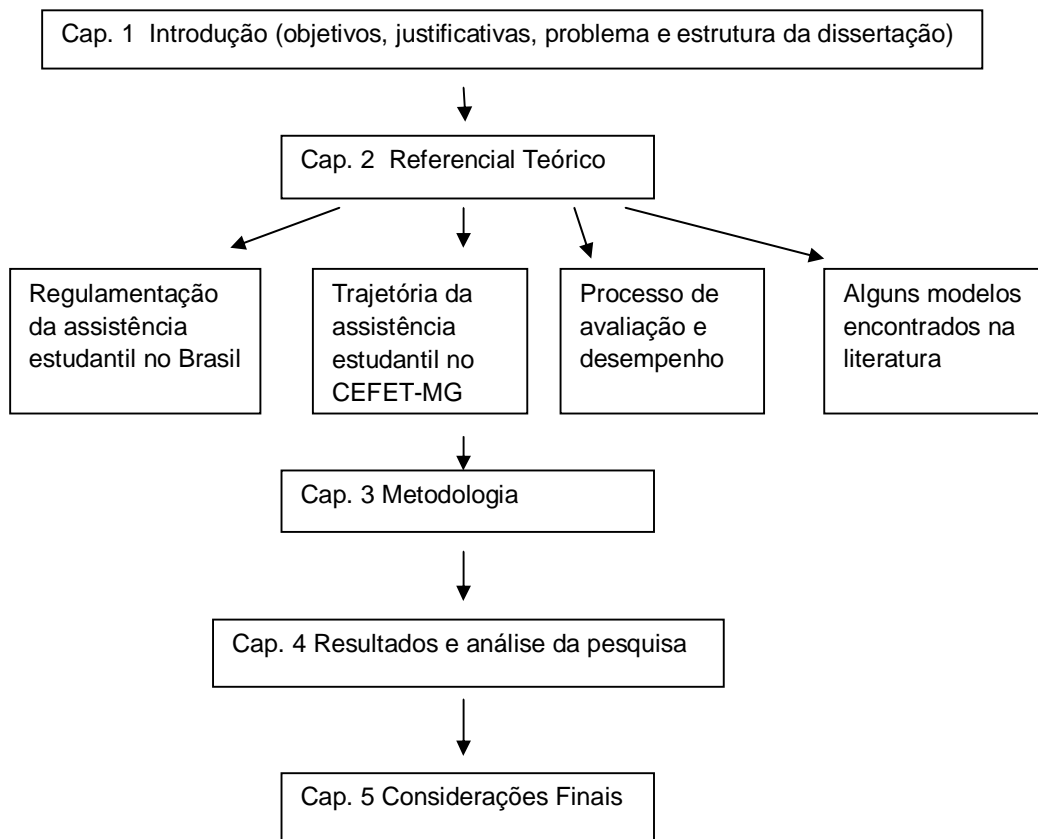 Cap. 1 Introdução (objetivos, justificativas, problema e estrutura da dissertação)
Cap. 2 Referencial Teórico
Regulamentação
da assistência
estudantil no Brasil
Trajetória da
assistência
estudantil no
CEFET-MG
Processo de
avaliação e
desempenho
Alguns modelos
encontrados na
literatura
Cap. 3 Metodologia
Cap. 4 Resultados e análise da pesquisa
Cap. 5 Considerações Finais